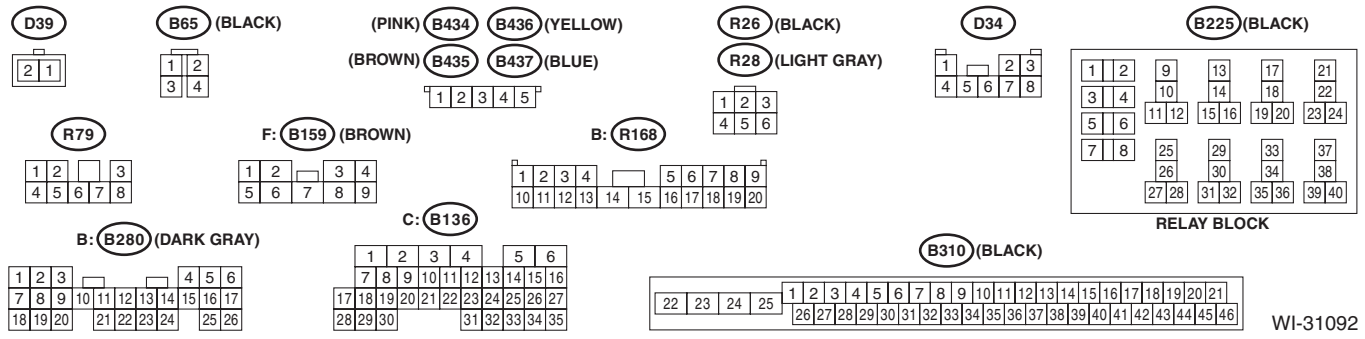 D39
B65 (BLACK)
(PINK) B434 B436 (YELLOW)
(BROWN) B435 B437 (BLUE)
R26 (BLACK)
R28 (LIGHT GRAY)
D34
B225 (BLACK)
2 1
1 2
3 4
1 2 3 4 5
1 2 3
4 5 6
1 2 3
4 5 6 7 8
1 2 9 13 17 21
10 14 18 22
3 4 11 12 15 16 19 20 23 24
5 6
7 8 25 29 33 37
26 30 34 38
27 28 31 32 35 36 39 40
RELAY BLOCK
R79
F: B159 (BROWN)
B: R168
1 2 3
4 5 6 7 8
1 2 3 4
5 6 7 8 9
1 2 3 4 5 6 7 8 9
10 11 12 13 14 15 16 17 18 19 20
B: B280 (DARK GRAY)
C: B136
B310 (BLACK)
1 2 3 4 5 6
7 8 9 10 11 12 13 14 15 16 17
18 19 20 21 22 23 24 25 26
1 2 3 4 5 6
7 8 9 10 11 12 13 14 15 16
17 18 19 20 21 22 23 24 25 26 27
28 29 30 31 32 33 34 35
22 23 24 25 1 2 3 4 5 6 7 8 9 10 11 12 13 14 15 16 17 18 19 20 21
26 27 28 29 30 31 32 33 34 35 36 37 38 39 40 41 42 43 44 45 46
WI-31092